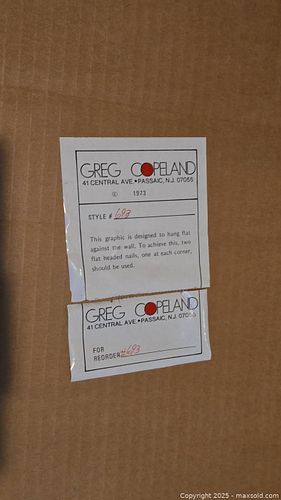 GREG COPELAND
41 CENTRAL AVE.•PASSAIC, N.J. 07055
© 1973
STYLE # 693
This graphic is designed to hang flat
against the wall. To achieve this, two
flat headed nails, one at each corner,
should be used.
GREG COPELAND
41 CENTRAL AVE.•PASSAIC, N.J. 07055
FOR
REORDER #693
Copyright © 2025 - maxsold.com